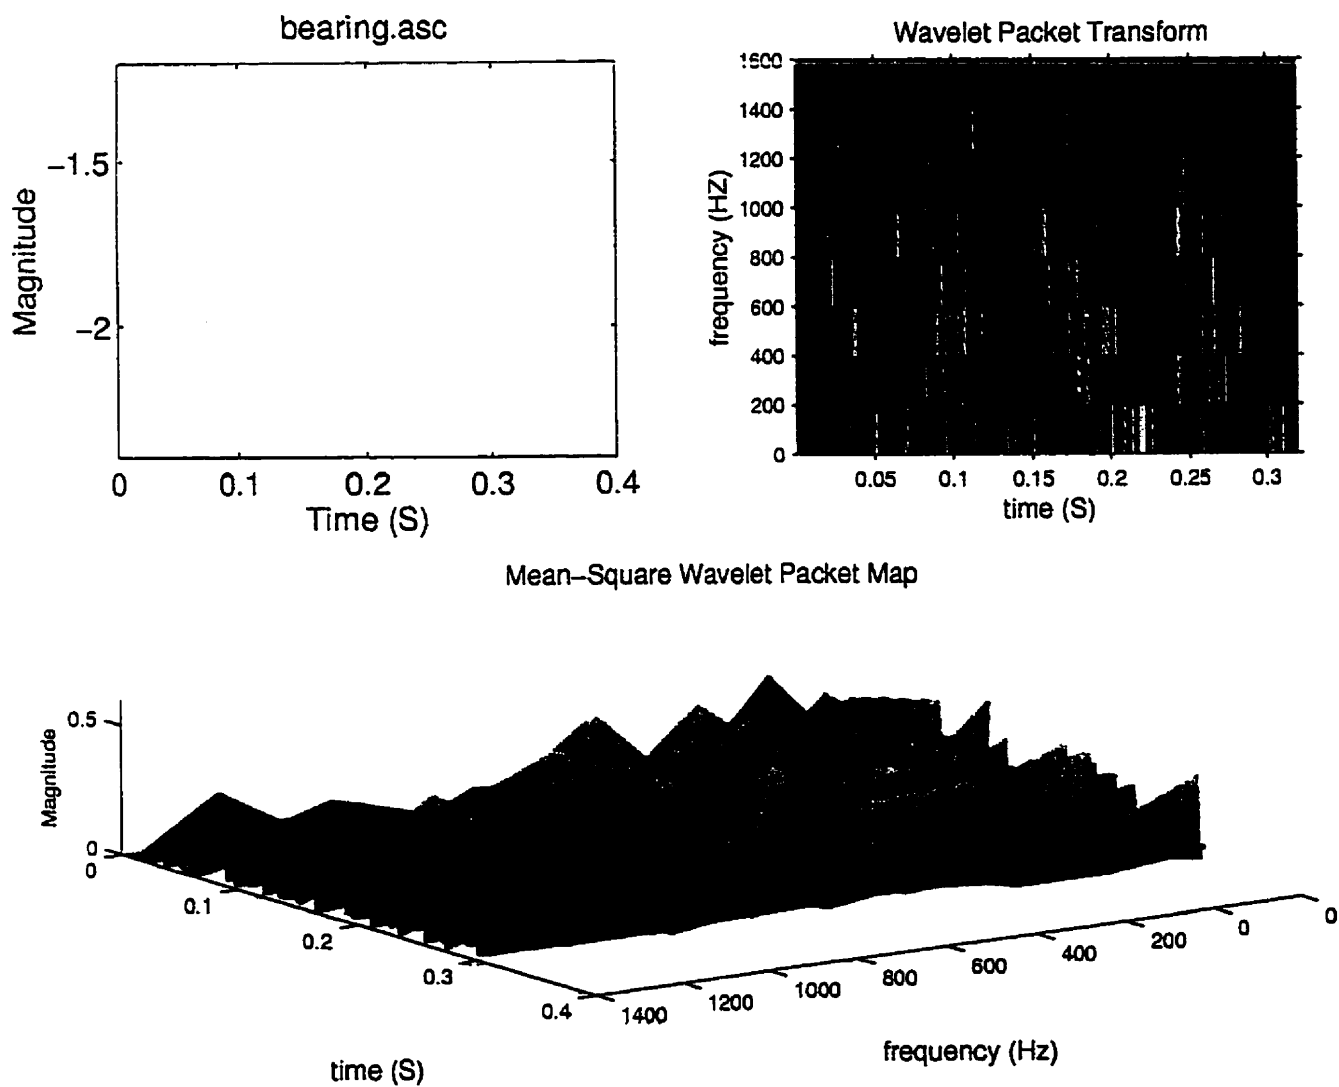 bearing.asc
−1.5
−2
Magnitude
0 0.1 0.2 0.3 0.4
Time (S)
Wavelet Packet Transform
1600
1400
1200
1000
800
600
400
200
0
frequency (HZ)
0.05 0.1 0.15 0.2 0.25 0.3
time (S)
Mean−Square Wavelet Packet Map
0.5
0
Magnitude
0
0.1
0.2
0.3
0.4
time (S)
1400 1200 1000 800 600 400 200 0 0
frequency (Hz)